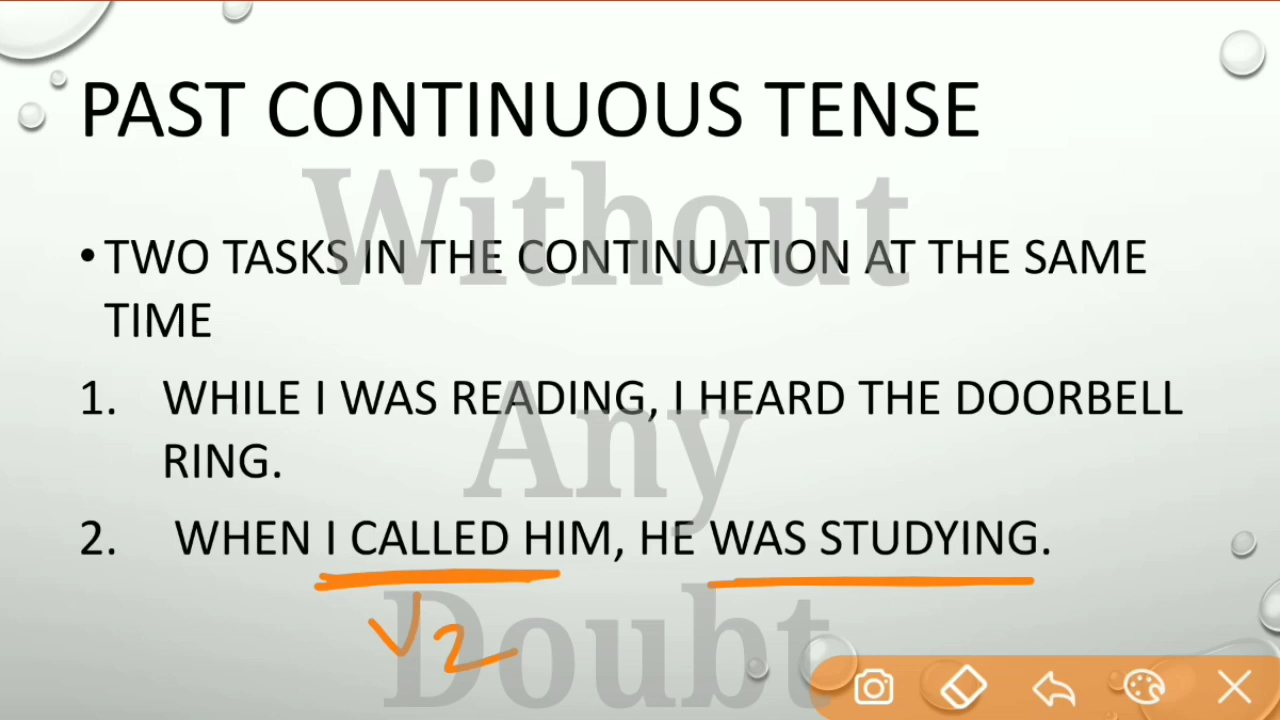 PAST CONTINUOUS TENSE
Without
• TWO TASKS IN THE CONTINUATION AT THE SAME
TIME
1. WHILE I WAS READING, I HEARD THE DOORBELL
RING.
Any
2. WHEN I CALLED HIM, HE WAS STUDYING.
V2
Doubt